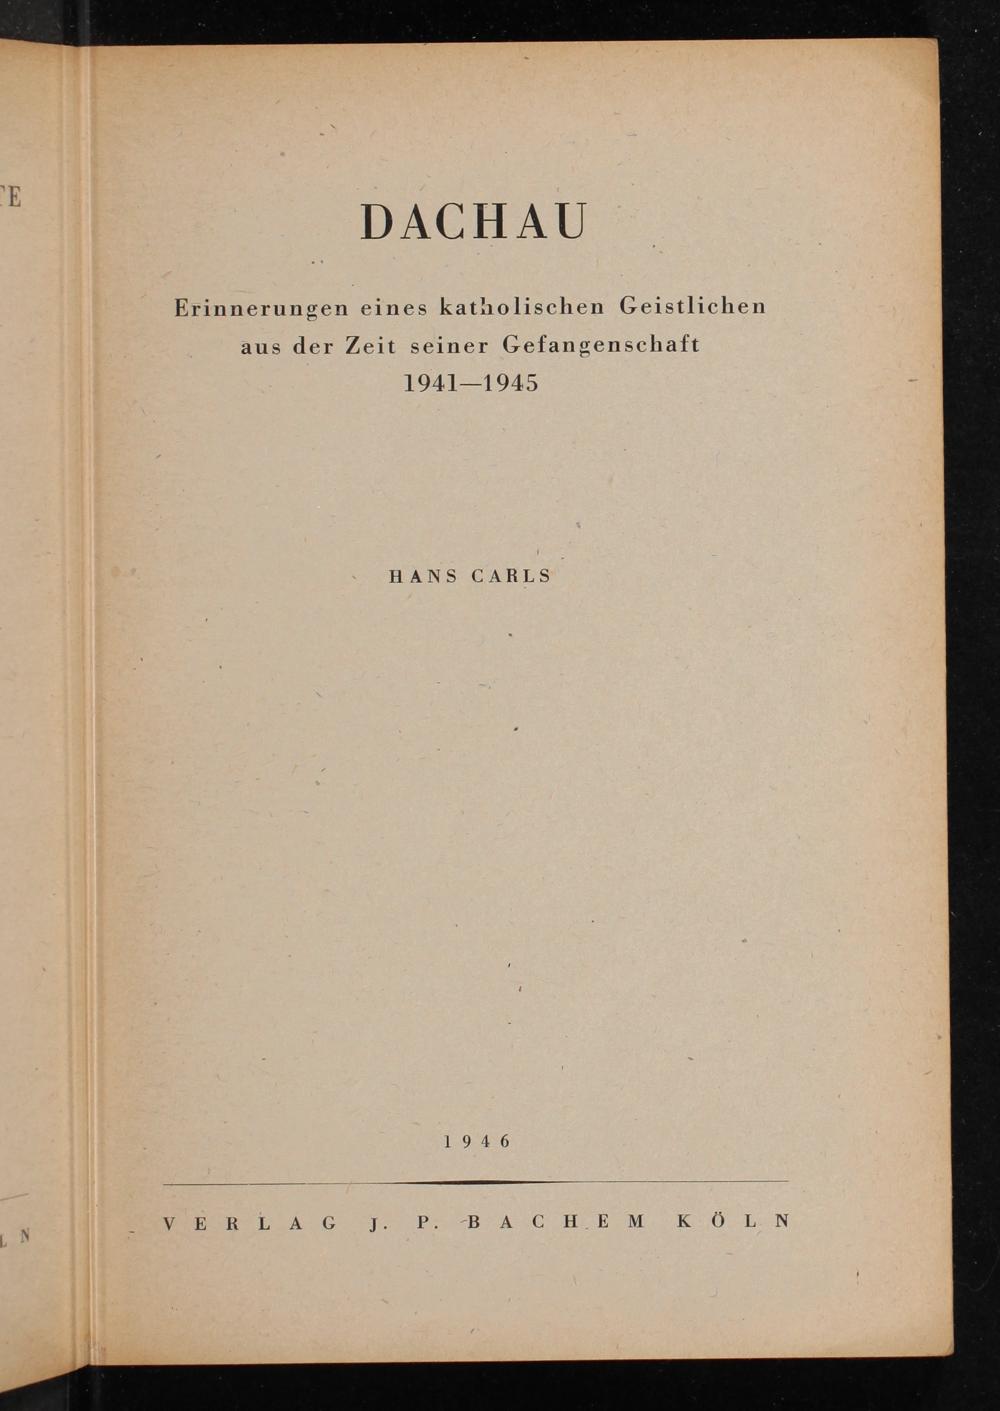 DACHAU
Erinnerungen eines katholischen Geistlichen
aus der Zeit seiner Gefangenschaft
1941—1945
HANS CARLS
1946
VERLAG J. P. BACHEM KÖLN